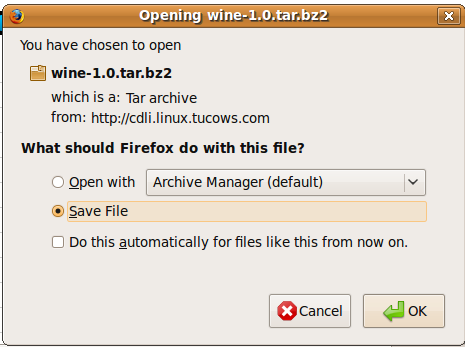 Opening wine-1.0.tar.bz2
You have chosen to open
wine-1.0.tar.bz2
which is a: Tar archive
from: http://cdli.linux.tucows.com
What should Firefox do with this file?
Open with Archive Manager (default)
Save File
Do this automatically for files like this from now on.
Cancel OK